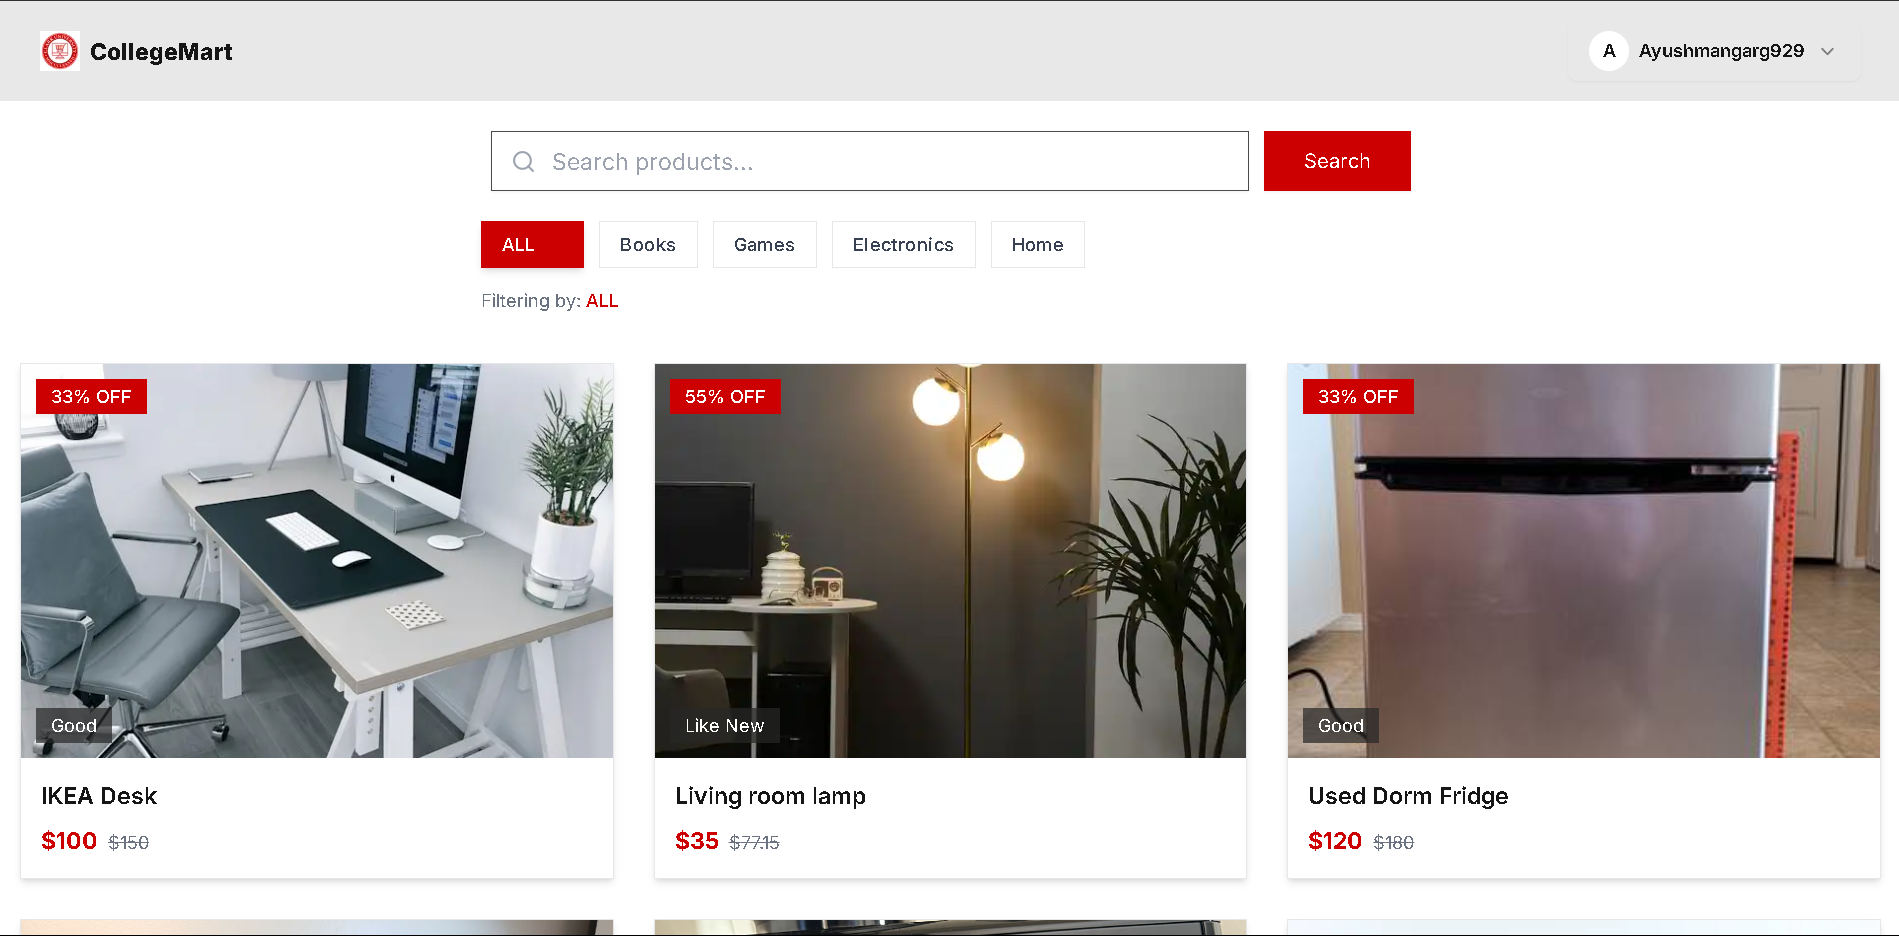 CollegeMart
A Ayushmangarg929
Search products...
Search
ALL
Books
Games
Electronics
Home
Filtering by: ALL
33% OFF
Good
IKEA Desk
$100 $150
55% OFF
Like New
Living room lamp
$35 $77.15
33% OFF
Good
Used Dorm Fridge
$120 $180